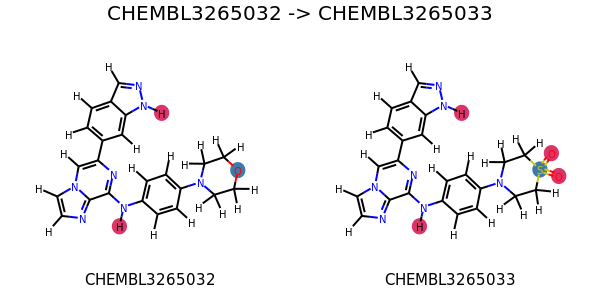 CHEMBL3265032 -> CHEMBL3265033
H H
N N
H N H N
H H H H
H H
H H H H H H O
H H H H H
N O S O
H N N
H N H N
N N H H N N H H
N H N H
H N N H H N N H H
H H H H
H H
CHEMBL3265032 CHEMBL3265033